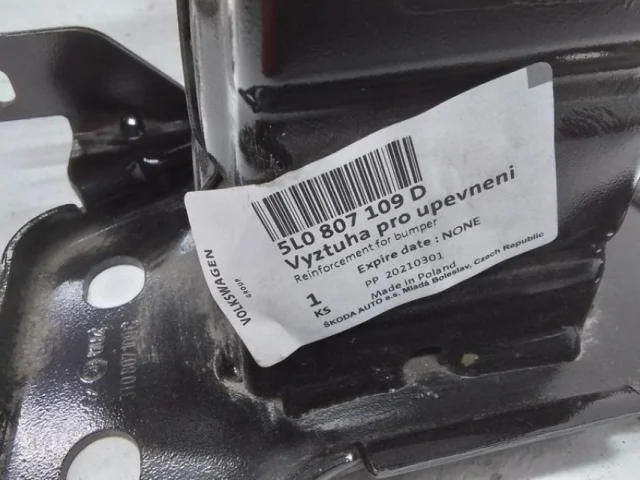 5L0 807 109 D
Vyztuha pro upevneni
Reinforcement for bumper
Expire date : NONE
PP 20210301
1
KS
Made in Poland
ŠKODA AUTO a.s. Mladá Boleslav, Czech Republic
VOLKSWAGEN
GROUP